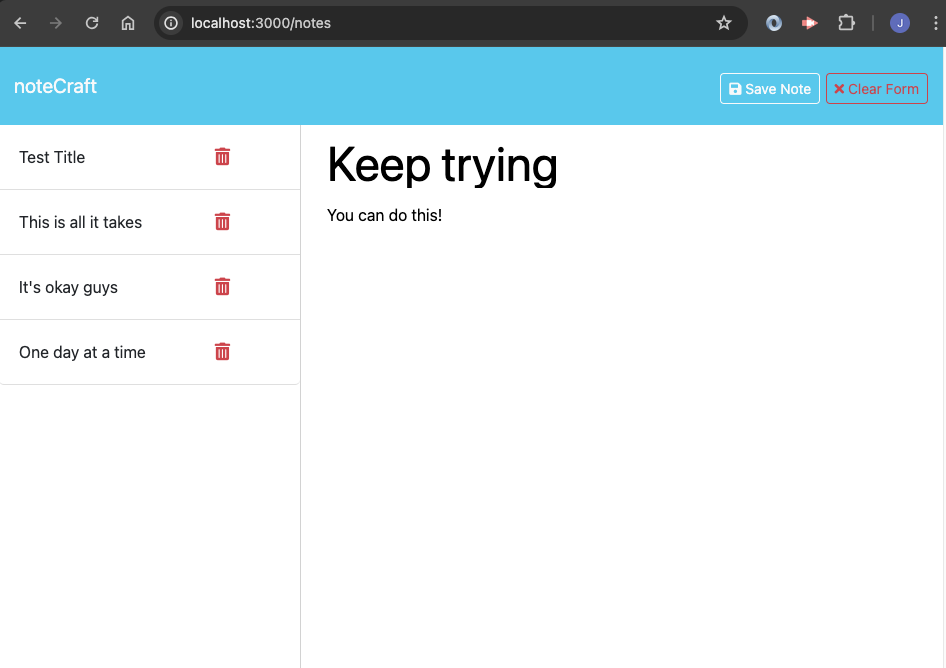 localhost:3000/notes
J
noteCraft
Save Note
Clear Form
Test Title
This is all it takes
It's okay guys
One day at a time
Keep trying
You can do this!